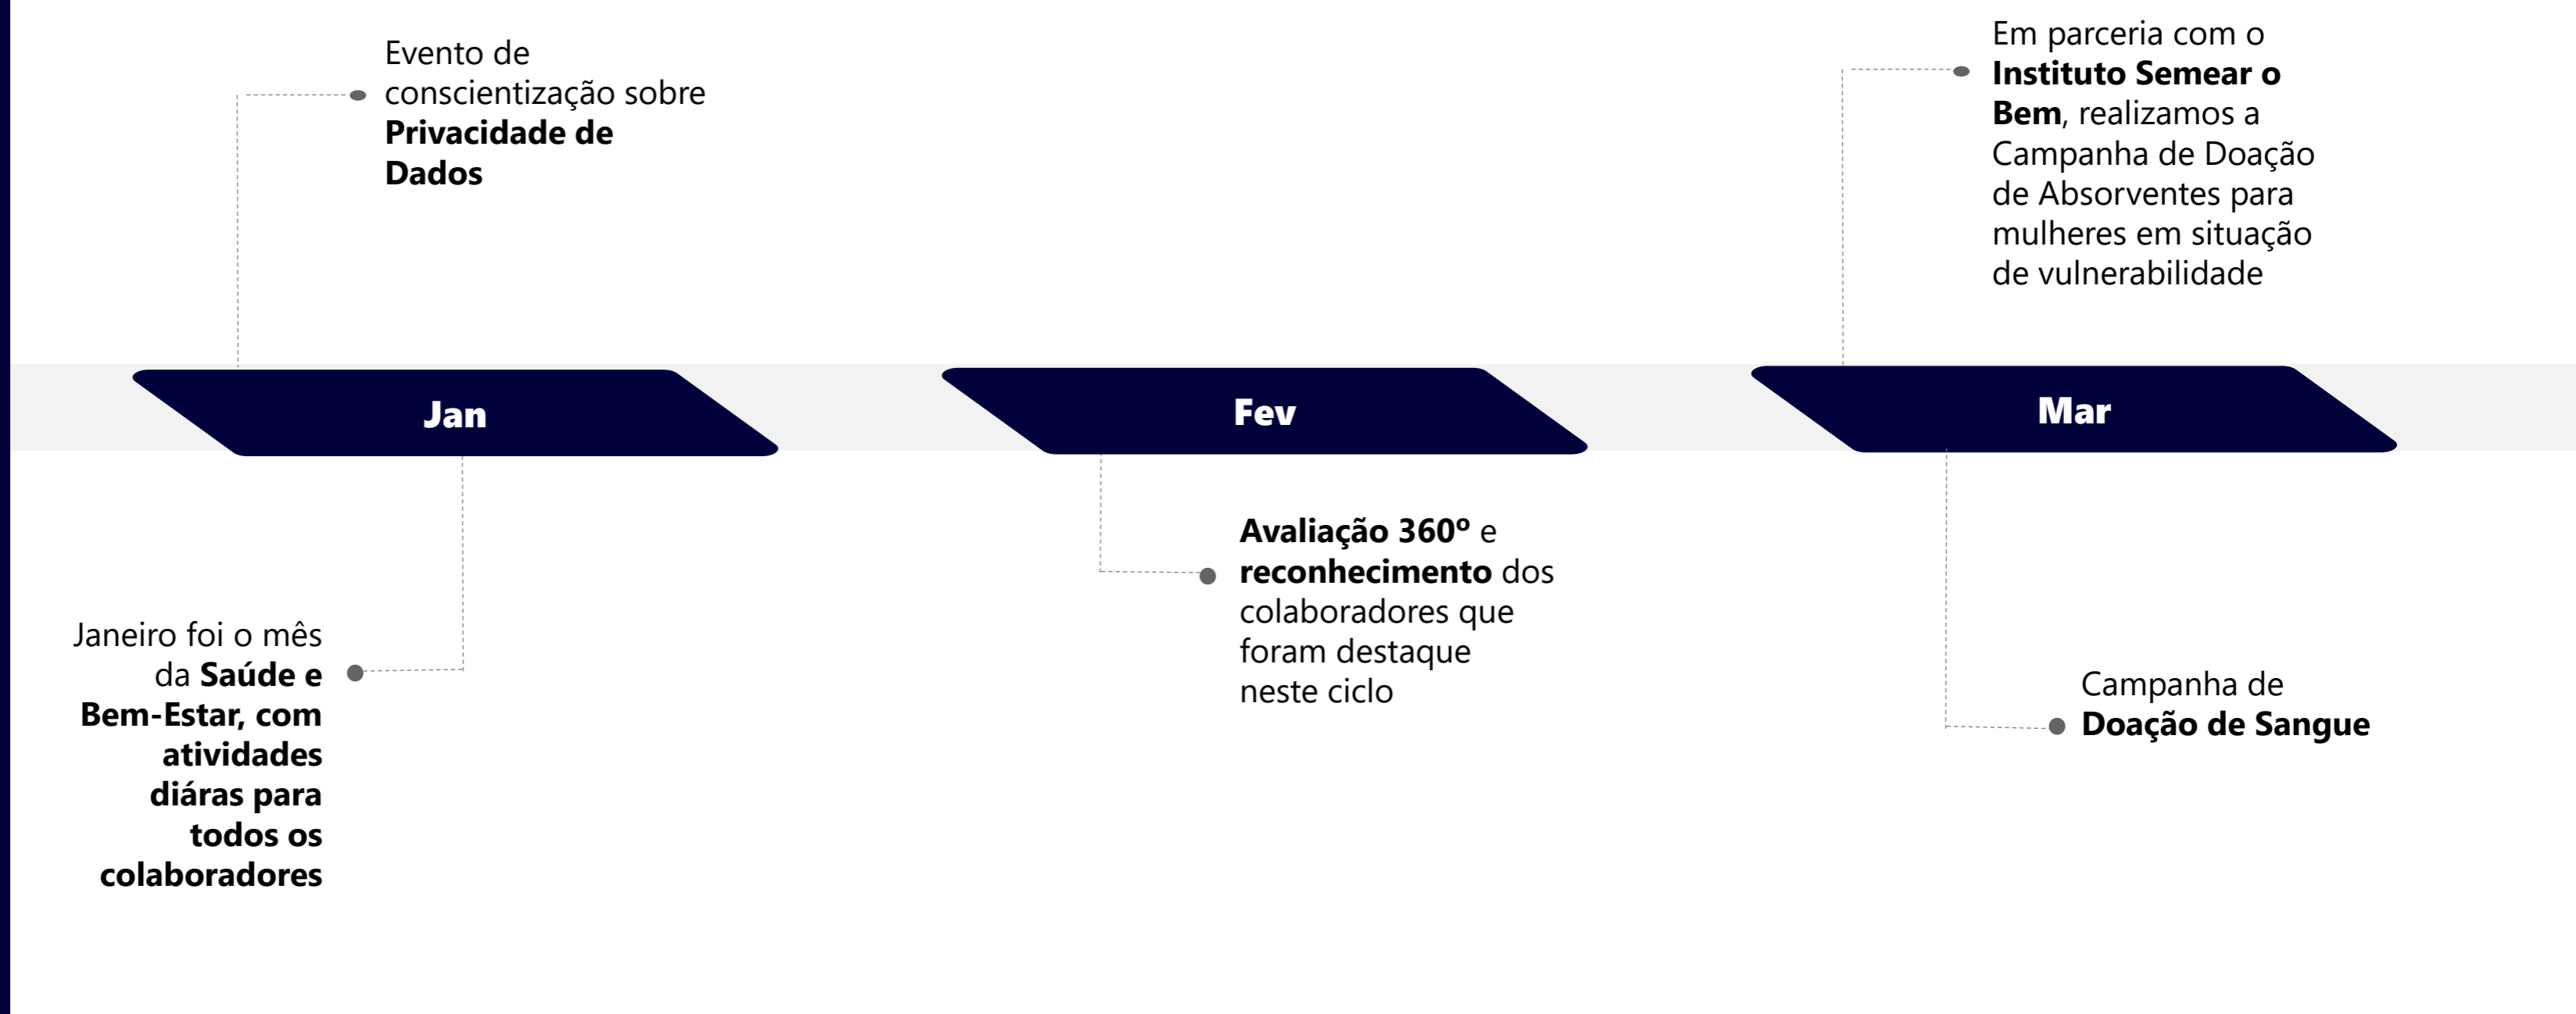 Evento de
conscientização sobre
Privacidade de
Dados
Em parceria com o
Instituto Semear o
Bem, realizamos a
Campanha de Doação
de Absorventes para
mulheres em situação
de vulnerabilidade
Jan
Fev
Mar
Janeiro foi o mês
da Saúde e
Bem-Estar, com
atividades
diáras para
todos os
colaboradores
Avaliação 360º e
reconhecimento dos
colaboradores que
foram destaque
neste ciclo
Campanha de
Doação de Sangue